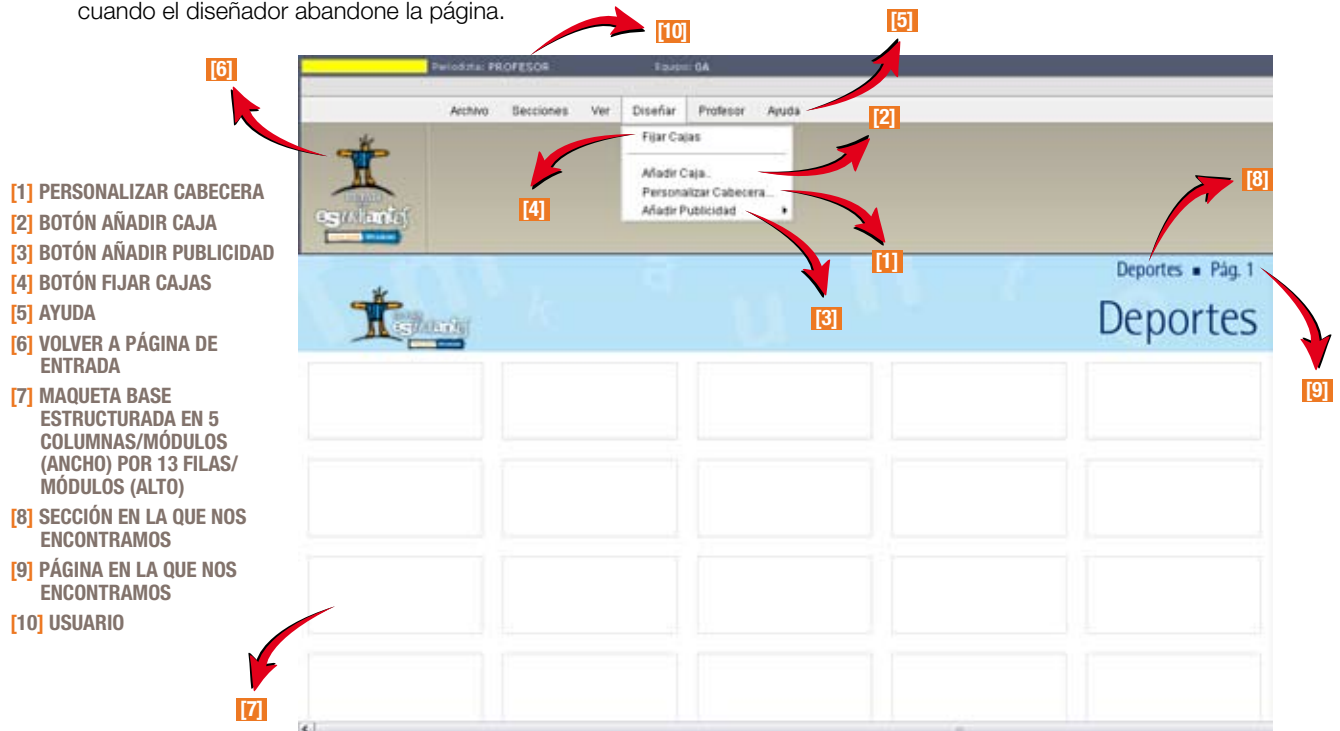 cuando el diseñador abandone la página.
[10]
[5]
[6]
Periodista: PROFESOR Equipo: GA
Archivo Secciones Ver Diseñar Profesor Ayuda
[2]
Fijar Cajas
Añadir Caja..
Personalizar Cabecera...
Añadir Publicidad
[4]
[8]
[1]
[3]
[9]
[7]
estudiantes
Deportes ▪ Pág. 1
Deportes
estudiantes
[1] PERSONALIZAR CABECERA
[2] BOTÓN AÑADIR CAJA
[3] BOTÓN AÑADIR PUBLICIDAD
[4] BOTÓN FIJAR CAJAS
[5] AYUDA
[6] VOLVER A PÁGINA DE
ENTRADA
[7] MAQUETA BASE
ESTRUCTURADA EN 5
COLUMNAS/MÓDULOS
(ANCHO) POR 13 FILAS/
MÓDULOS (ALTO)
[8] SECCIÓN EN LA QUE NOS
ENCONTRAMOS
[9] PÁGINA EN LA QUE NOS
ENCONTRAMOS
[10] USUARIO